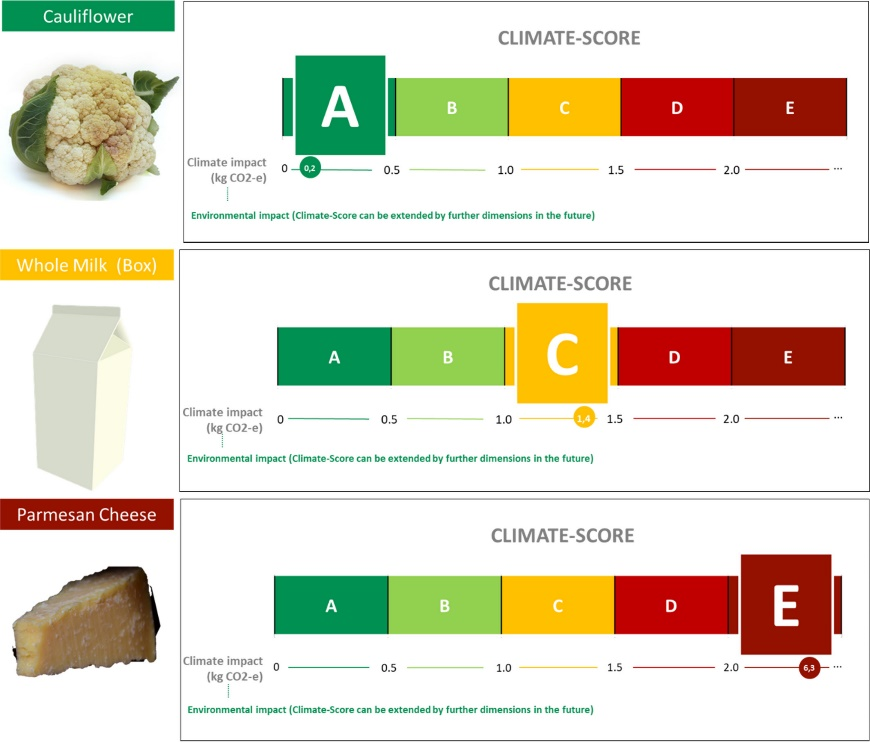 Cauliflower
CLIMATE-SCORE
A B C D E
Climate impact 0 0,2 0.5 1.0 1.5 2.0 ...
(kg CO2-e)
Environmental impact (Climate-Score can be extended by further dimensions in the future)
Whole Milk (Box)
CLIMATE-SCORE
A B C D E
Climate impact 0 0.5 1.0 1,4 1.5 2.0 ...
(kg CO2-e)
Environmental impact (Climate-Score can be extended by further dimensions in the future)
Parmesan Cheese
CLIMATE-SCORE
A B C D E
Climate impact 0 0.5 1.0 1.5 2.0 6,3 ...
(kg CO2-e)
Environmental impact (Climate-Score can be extended by further dimensions in the future)